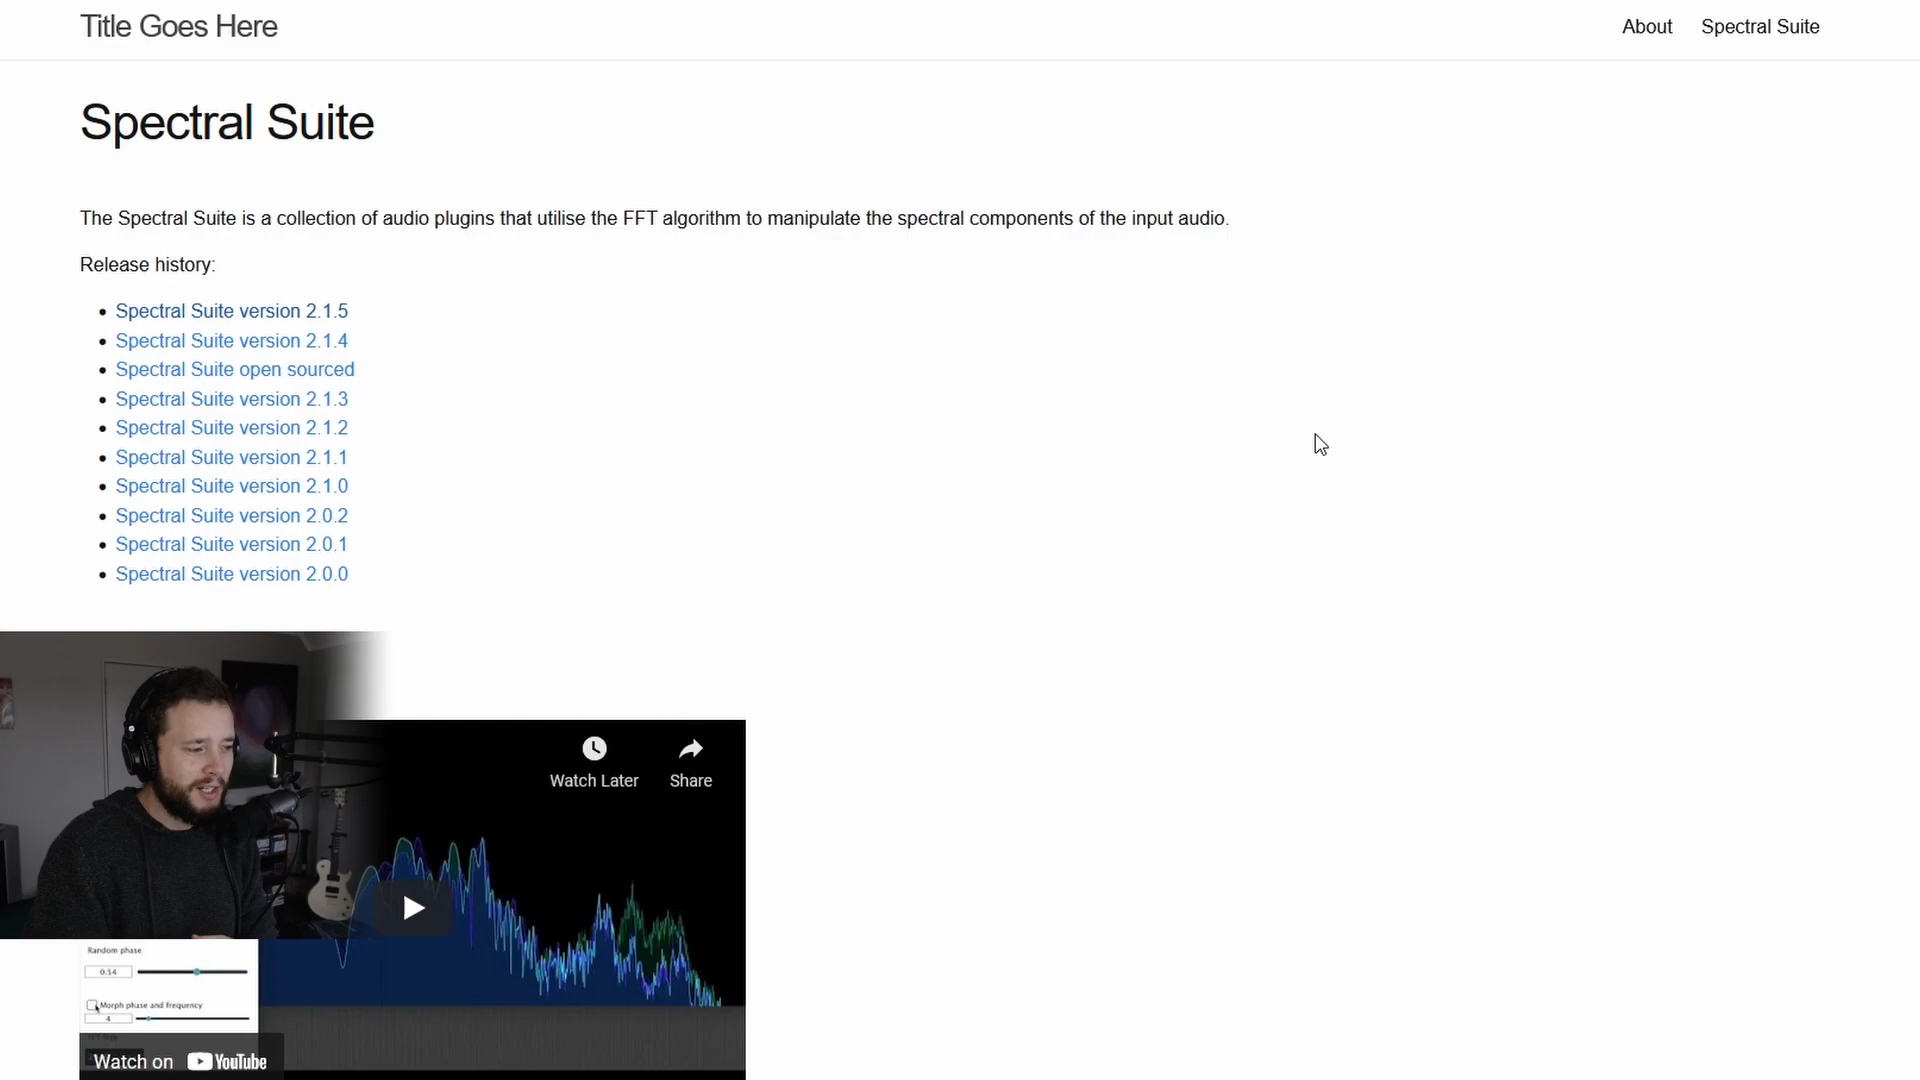 Title Goes Here
About
Spectral Suite
Spectral Suite
The Spectral Suite is a collection of audio plugins that utilise the FFT algorithm to manipulate the spectral components of the input audio.
Release history:
Spectral Suite version 2.1.5
Spectral Suite version 2.1.4
Spectral Suite open sourced
Spectral Suite version 2.1.3
Spectral Suite version 2.1.2
Spectral Suite version 2.1.1
Spectral Suite version 2.1.0
Spectral Suite version 2.0.2
Spectral Suite version 2.0.1
Spectral Suite version 2.0.0
Watch Later
Share
Random phase
0.54
Morph phase and frequency
4
Watch on YouTube